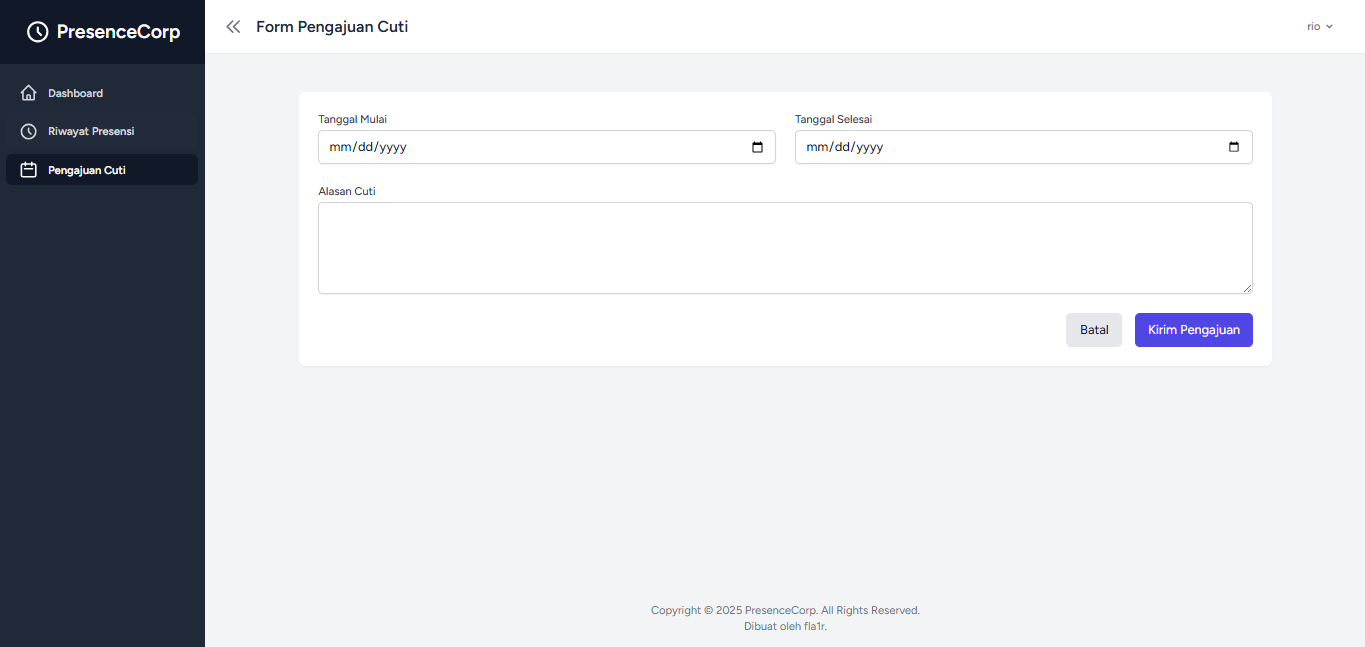 PresenceCorp
Form Pengajuan Cuti
rio
Dashboard
Riwayat Presensi
Pengajuan Cuti
Tanggal Mulai
Tanggal Selesai
mm/dd/yyyy
mm/dd/yyyy
Alasan Cuti
Batal
Kirim Pengajuan
Copyright © 2025 PresenceCorp. All Rights Reserved.
Dibuat oleh fla1r.